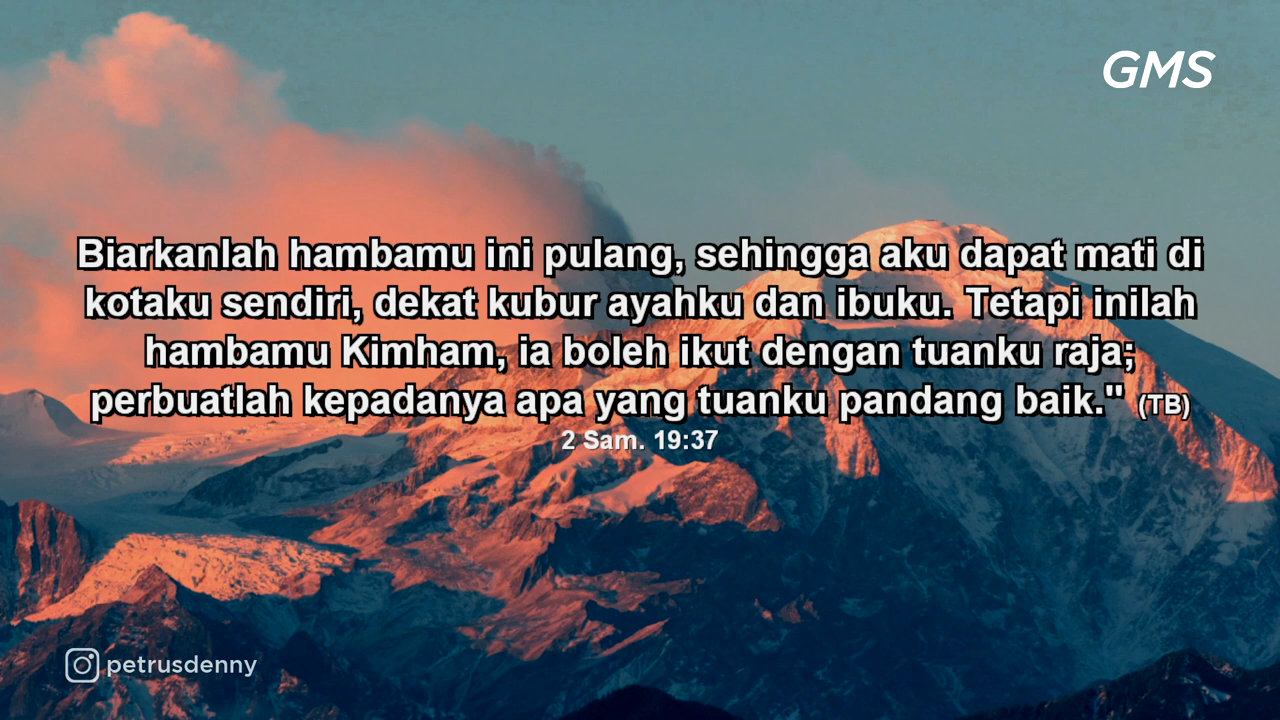 GMS
Biarkanlah hambamu ini pulang, sehingga aku dapat mati di
kotaku sendiri, dekat kubur ayahku dan ibuku. Tetapi inilah
hambamu Kimham, ia boleh ikut dengan tuanku raja;
perbuatlah kepadanya apa yang tuanku pandang baik." (TB)
2 Sam. 19:37
petrusdenny